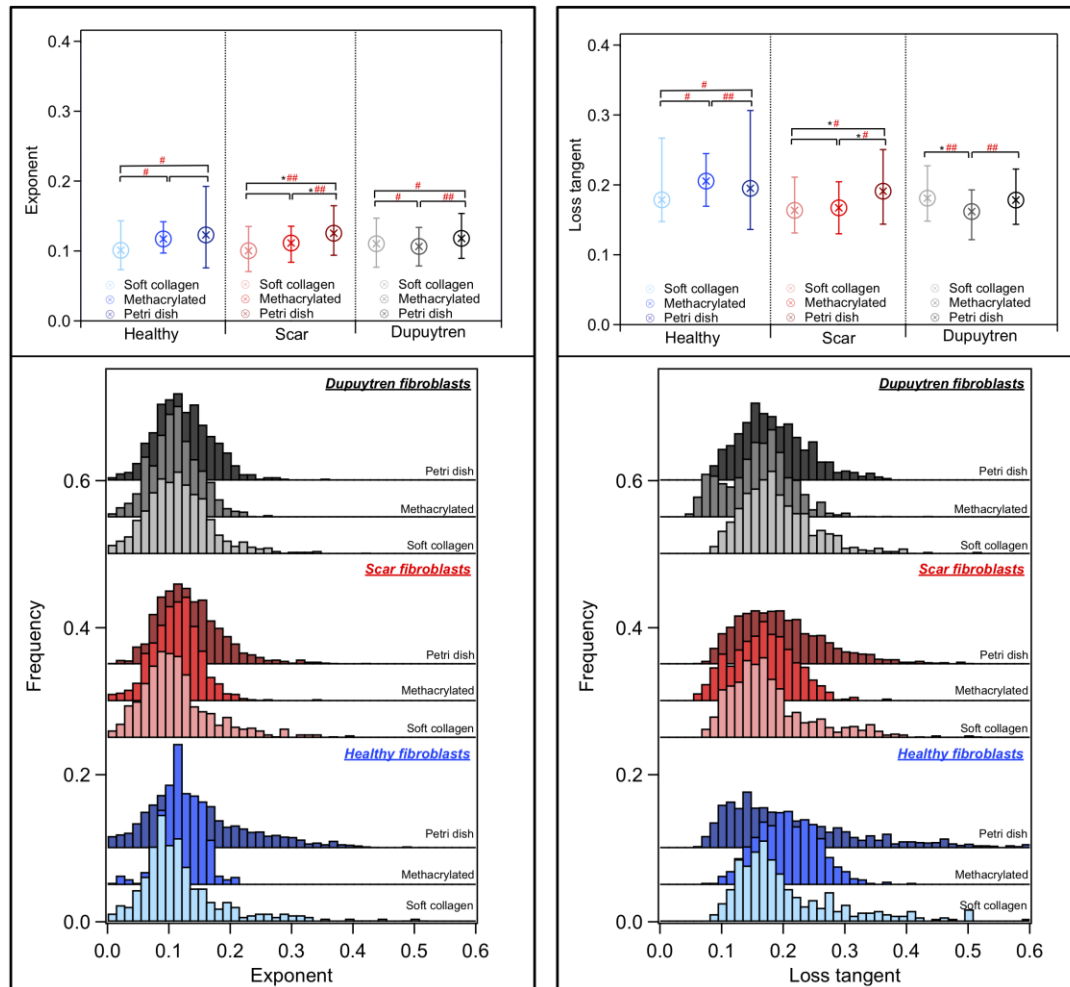 0.4
0.3
0.2
0.1
0.0
Exponent
#
#
*##
*##
#
#
##
Soft collagen
Methacrylated
Petri dish
Soft collagen
Methacrylated
Petri dish
Soft collagen
Methacrylated
Petri dish
Healthy
Scar
Dupuytren
0.4
0.3
0.2
0.1
0.0
Loss tangent
#
#
##
*#
*#
*##
##
Soft collagen
Methacrylated
Petri dish
Soft collagen
Methacrylated
Petri dish
Soft collagen
Methacrylated
Petri dish
Healthy
Scar
Dupuytren
Dupuytren fibroblasts
Petri dish
0.6
Methacrylated
Soft collagen
Scar fibroblasts
0.4
Petri dish
Methacrylated
Soft collagen
Healthy fibroblasts
0.2
Petri dish
Methacrylated
Soft collagen
0.0
Frequency
0.0 0.1 0.2 0.3 0.4 0.5 0.6
Exponent
Dupuytren fibroblasts
Petri dish
0.6
Methacrylated
Soft collagen
Scar fibroblasts
0.4
Petri dish
Methacrylated
Soft collagen
Healthy fibroblasts
0.2
Petri dish
Methacrylated
Soft collagen
0.0
Frequency
0.0 0.1 0.2 0.3 0.4 0.5 0.6
Loss tangent